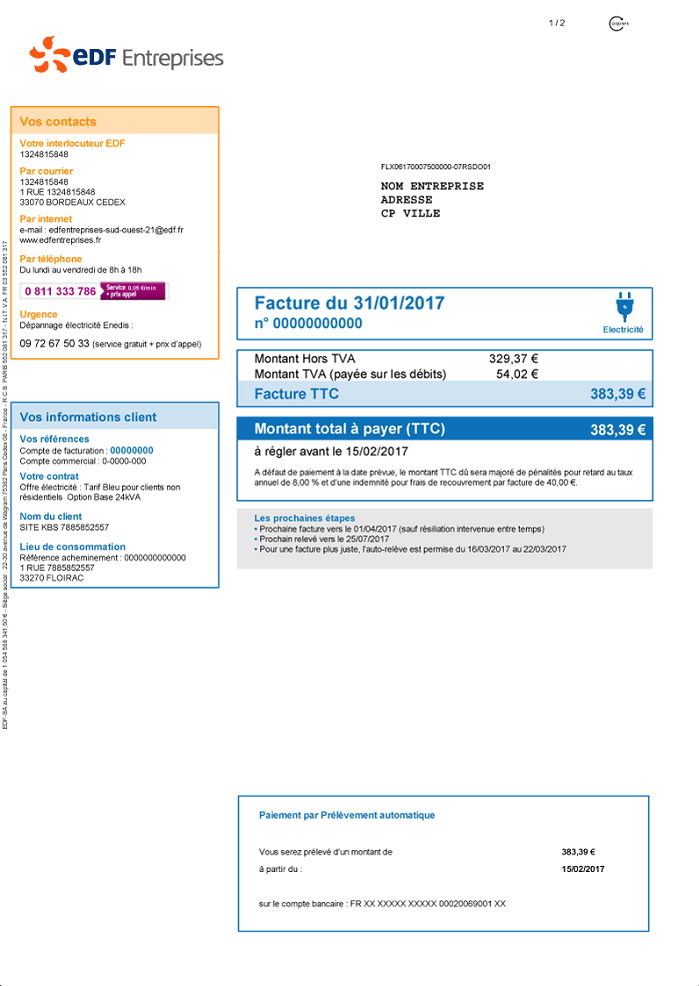 1 / 2
eDF Entreprises
Vos contacts
Votre interlocuteur EDF
1324815848
Par courrier
1324815848
1 RUE 1324815848
33070 BORDEAUX CEDEX
Par internet
e-mail : edfentreprises-sud-ouest-21@edf.fr
www.edfentreprises.fr
Par téléphone
Du lundi au vendredi de 8h à 18h
0 811 333 786 Service 0,05 €/min
+ prix appel
Urgence
Dépannage électricité Enedis :
09 72 67 50 33 (service gratuit + prix d'appel)
FLX06170007500000-07RSDO01
NOM ENTREPRISE
ADRESSE
CP VILLE
Facture du 31/01/2017
n° 00000000000
Electricité
Montant Hors TVA 329,37 €
Montant TVA (payée sur les débits) 54,02 €
Facture TTC 383,39 €
Montant total à payer (TTC) 383,39 €
à régler avant le 15/02/2017
A défaut de paiement à la date prévue, le montant TTC dû sera majoré de pénalités pour retard au taux
annuel de 8,00 % et d'une indemnité pour frais de recouvrement par facture de 40,00 €.
Les prochaines étapes
• Prochaine facture vers le 01/04/2017 (sauf résiliation intervenue entre temps)
• Prochain relevé vers le 25/07/2017
• Pour une facture plus juste, l'auto-relève est permise du 16/03/2017 au 22/03/2017
Vos informations client
Vos références
Compte de facturation : 00000000
Compte commercial : 0-0000-000
Votre contrat
Offre électricité : Tarif Bleu pour clients non
résidentiels Option Base 24kVA
Nom du client
SITE KBS 7885852557
Lieu de consommation
Référence acheminement : 0000000000000
1 RUE 7885852557
33270 FLOIRAC
EDF-SA au capital de 1 054 568 341,50 € - Siège social : 22-30 avenue de Wagram 75382 Paris Cedex 08 - France - R.C.S. PARIS 552 081 317 - N.I.T.V.A. FR 03 552 081 317
Paiement par Prélèvement automatique
Vous serez prélevé d'un montant de 383,39 €
à partir du : 15/02/2017
sur le compte bancaire : FR XX XXXXX XXXXX 00020069001 XX